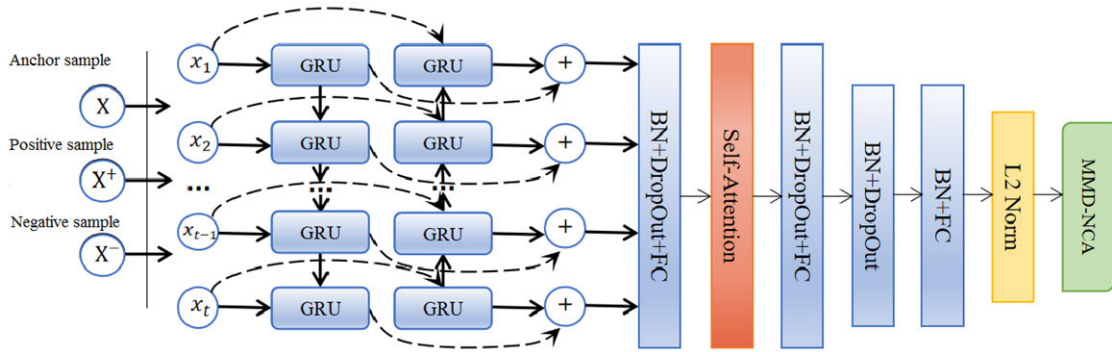 Anchor sample
X
Positive sample
X⁺
Negative sample
X⁻
x₁ GRU GRU +
x₂ GRU GRU +
... ... ...
xₜ₋₁ GRU GRU +
xₜ GRU GRU +
BN+DropOut+FC
Self-Attention
BN+DropOut+FC
BN+DropOut
BN+FC
L2 Norm
MMD-NCA